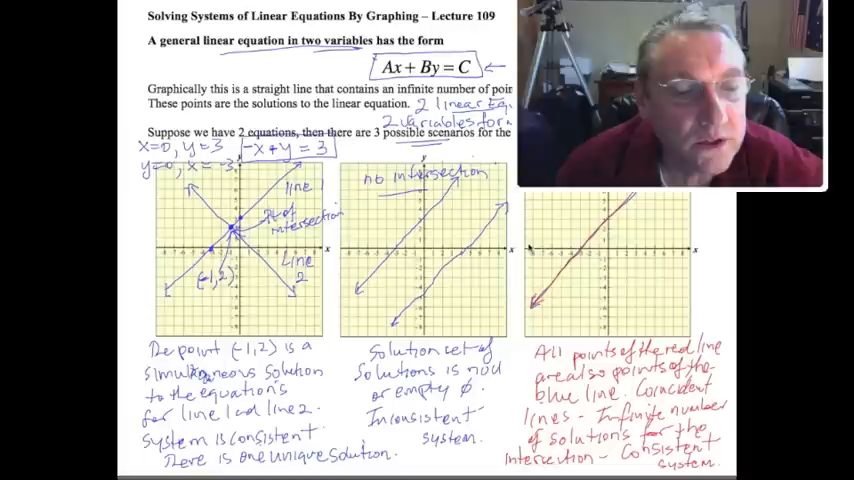 Solving Systems of Linear Equations By Graphing – Lecture 109
A general linear equation in two variables has the form
Ax + By = C
Graphically this is a straight line that contains an infinite number of poin
These points are the solutions to the linear equation. 2 linear Eq.
2 variables for
Suppose we have 2 equations, then there are 3 possible scenarios for the
x=0, y=3
-x+y=3
y=0, x=-3
line 1
Pt of
intersection
line
2
(-1,2)
no intersection
The point (-1,2) is a
simultaneous solution
to the equation's
for line 1 and line 2.
system is consistent
There is one unique solution.
Solution set of
solutions is null
or empty ∅.
Inconsistent
system.
All points of the red line
are also points of the
blue line. Coincident
lines - Infinite number
of solutions for the
intersection - Consistent
system.